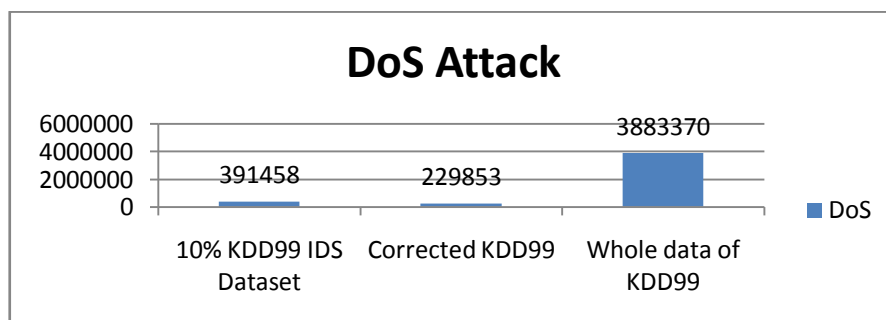 DoS Attack
6000000
4000000
2000000
0
391458
229853
3883370
10% KDD99 IDS
Dataset
Corrected KDD99
Whole data of
KDD99
DoS